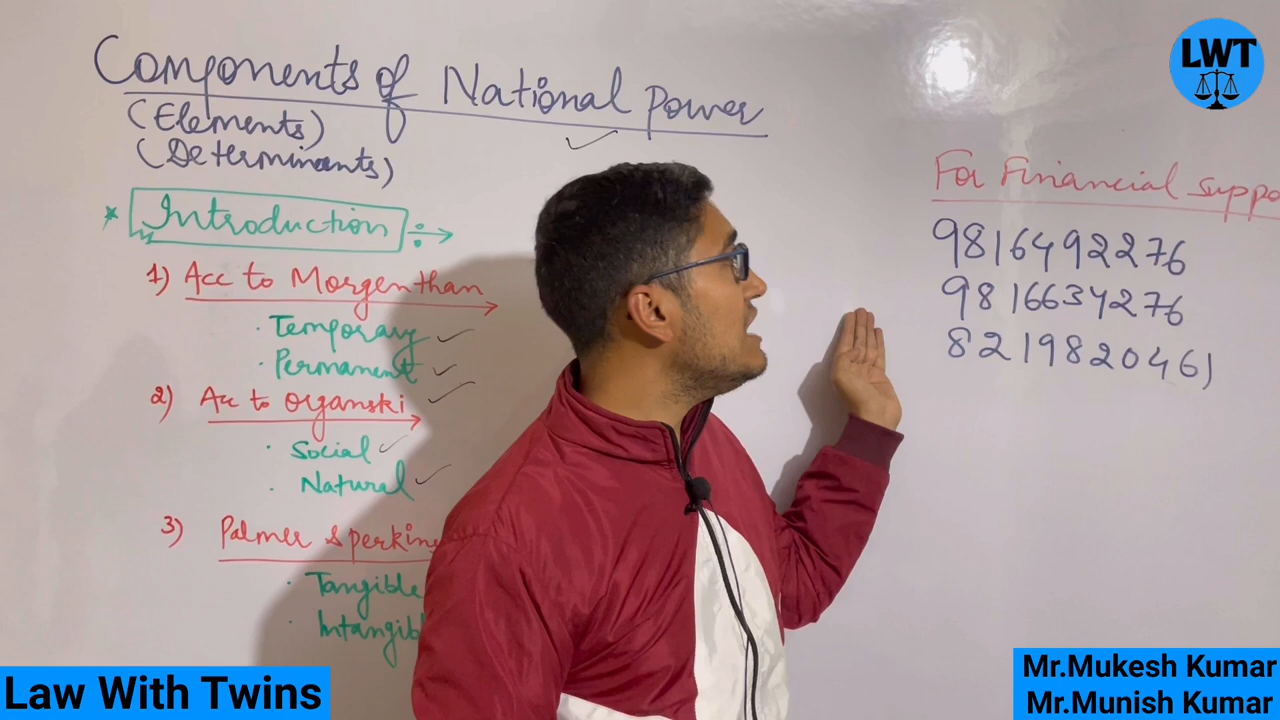 Components of National Power
(Elements)
(Determinants)
* Introduction ÷→
1) Acc to Morgenthan
· Temporary
· Permanent
2) Acc to Organski
· Social
· Natural
3) Palmer & perkins
· Tangible
· Intangib
For Financial Suppo
9816492276
9816634276
8219820461
LWT
Law With Twins
Mr.Mukesh Kumar
Mr.Munish Kumar